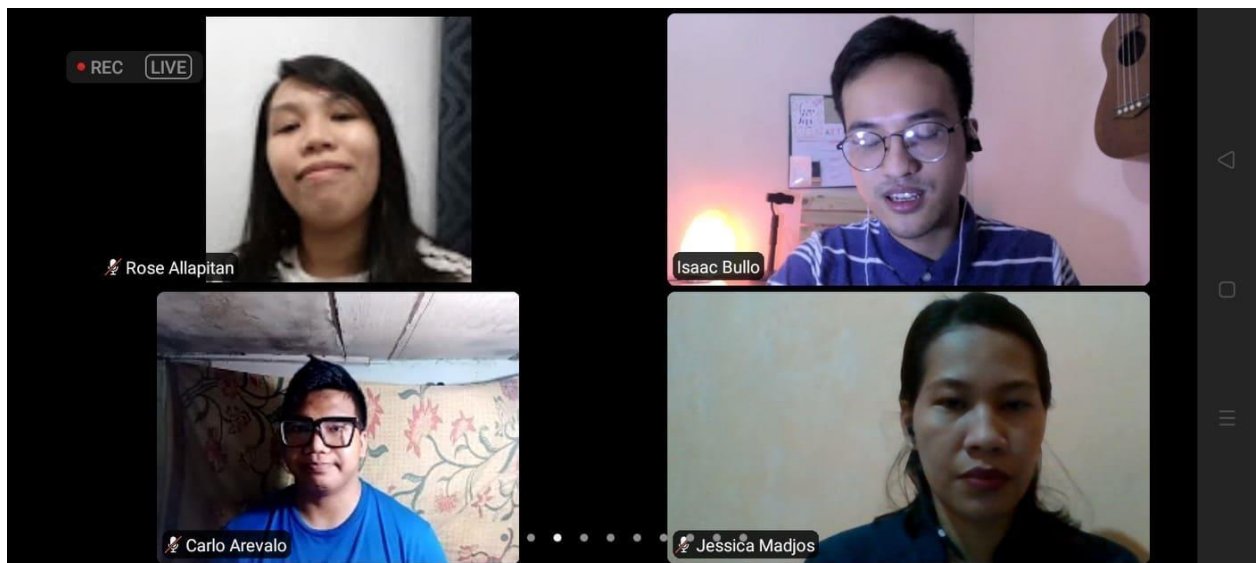 REC LIVE
Rose Allapitan
Isaac Bullo
Carlo Arevalo
Jessica Madjos